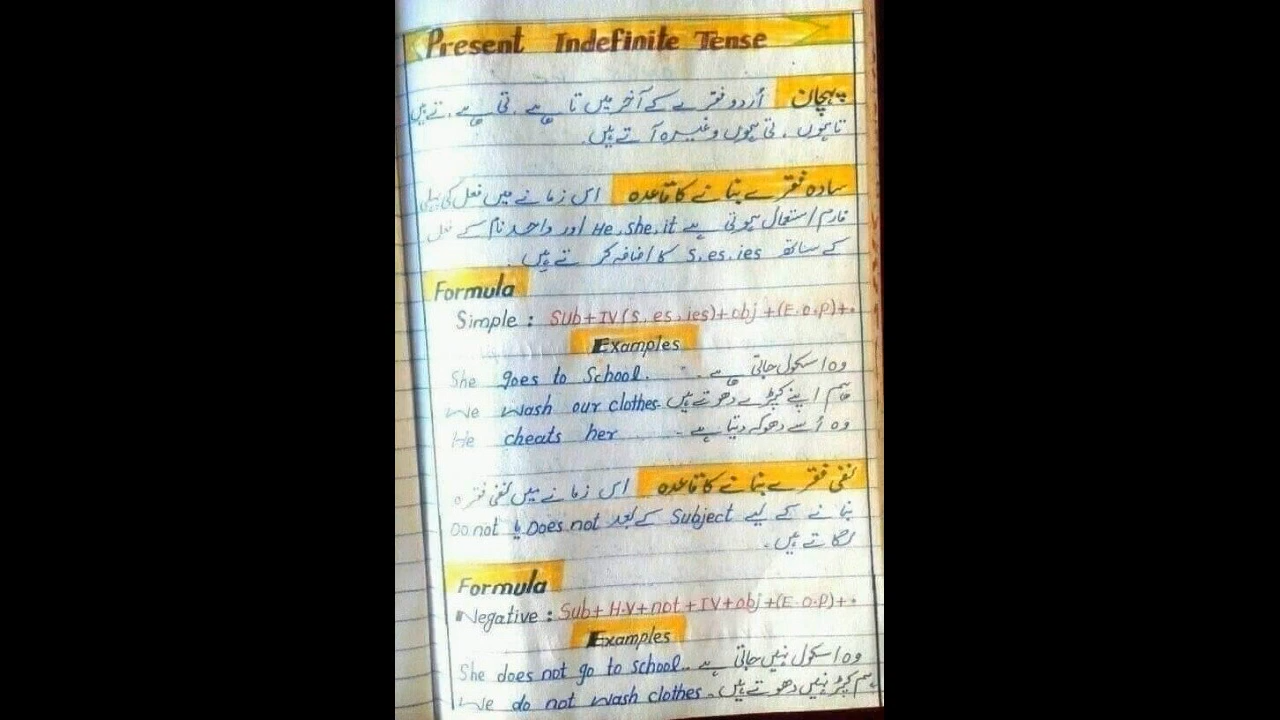 Present Indefinite Tense
پہچان اُردو فقرے کے آخر میں تا ہے ، تی ہے ، تے ہیں
تا ہوں ، تی ہوں وغیرہ آتے ہیں۔
سادہ فقرے بنانے کا قاعدہ اس زمانے میں فعل کی پہلی
فارم استعمال ہوتی ہے He, she, it اور واحد نام کے فعل
کے ساتھ s, es, ies کا اضافہ کرتے ہیں۔
Formula
Simple : Sub+IV(s, es, ies)+obj+(E.O.P)+.
Examples
She goes to School. وہ اسکول جاتی ہے۔
We wash our clothes. ہم اپنے کپڑے دھوتے ہیں
He cheats her وہ اُسے دھوکہ دیتا ہے۔
نفی فقرے بنانے کا قاعدہ اس زمانے میں نفی فقرہ
بنانے کے لیے Subject کے بعد Does not یا Do not
لگاتے ہیں۔
Formula
Negative : Sub+H.V+not+IV+obj+(E.O.P)+.
Examples
She does not go to school.. وہ اسکول نہیں جاتی ہے
We do not wash clothes. ہم کپڑے نہیں دھوتے ہیں